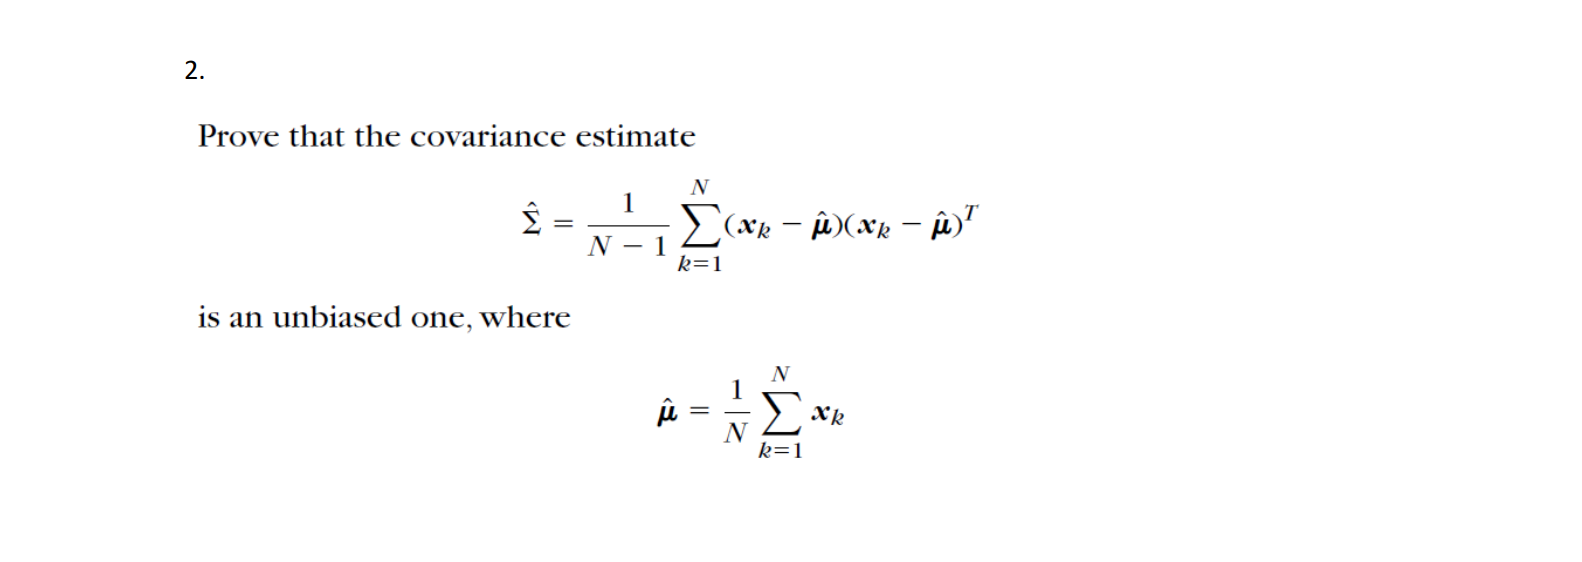 2.
Prove that the covariance estimate
$$\hat{\Sigma} = \frac{1}{N-1} \sum_{k=1}^{N} (\boldsymbol{x}_k - \hat{\boldsymbol{\mu}})(\boldsymbol{x}_k - \hat{\boldsymbol{\mu}})^T$$
is an unbiased one, where
$$\hat{\boldsymbol{\mu}} = \frac{1}{N} \sum_{k=1}^{N} \boldsymbol{x}_k$$